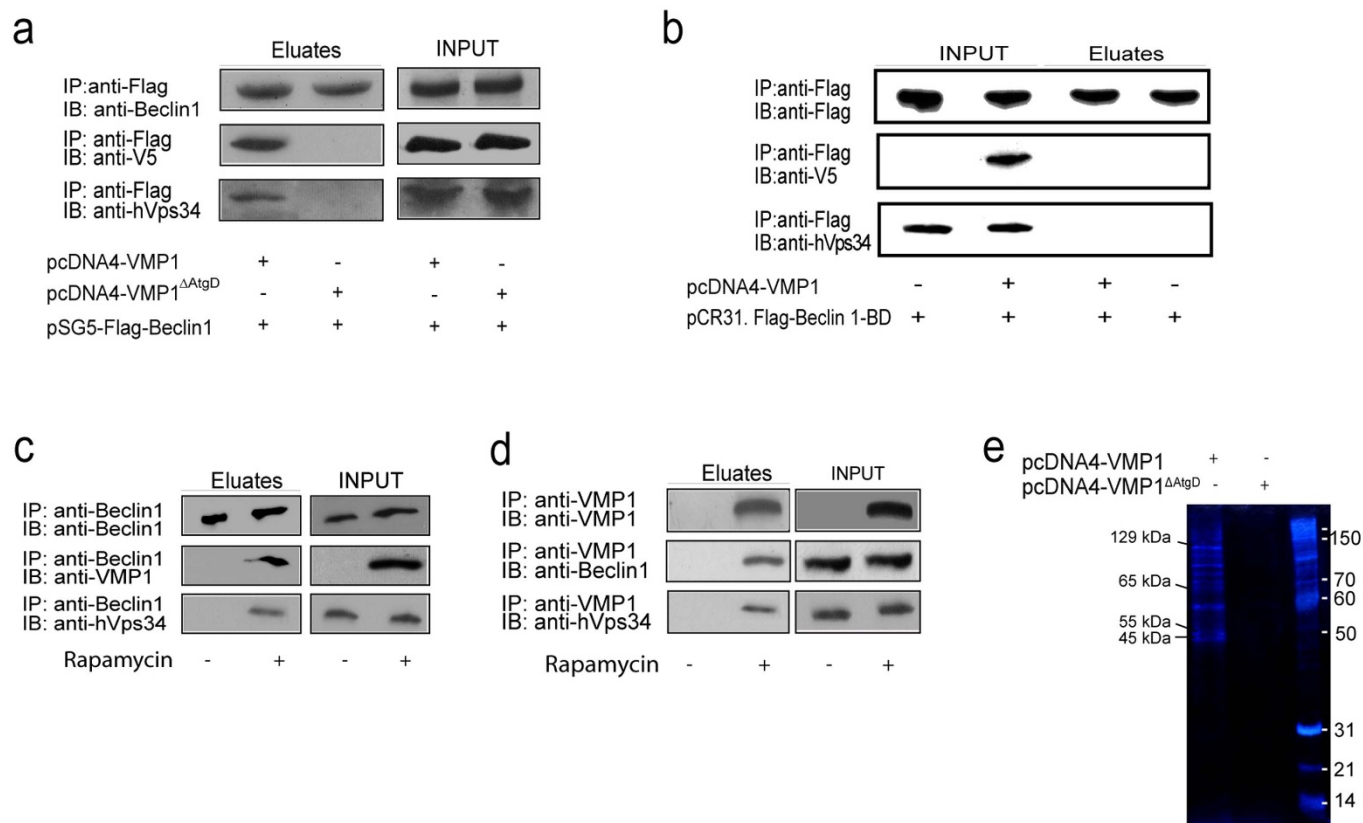 a
Eluates INPUT
IP:anti-Flag
IB: anti-Beclin1
IP: anti-Flag
IB: anti-V5
IP: anti-Flag
IB: anti-hVps34
pcDNA4-VMP1 + - + -
pcDNA4-VMP1ΔAtgD - + - +
pSG5-Flag-Beclin1 + + + +
b
INPUT Eluates
IP:anti-Flag
IB:anti-Flag
IP:anti-Flag
IB:anti-V5
IP:anti-Flag
IB:anti-hVps34
pcDNA4-VMP1 - + + -
pCR31. Flag-Beclin 1-BD + + + +
c
Eluates INPUT
IP: anti-Beclin1
IB: anti-Beclin1
IP: anti-Beclin1
IB: anti-VMP1
IP: anti-Beclin1
IB: anti-hVps34
Rapamycin - + - +
d
Eluates INPUT
IP: anti-VMP1
IB: anti-VMP1
IP: anti-VMP1
IB: anti-Beclin1
IP: anti-VMP1
IB: anti-hVps34
Rapamycin - + - +
e
pcDNA4-VMP1 + -
pcDNA4-VMP1ΔAtgD - +
129 kDa
65 kDa
55 kDa
45 kDa
150
70
60
50
31
21
14